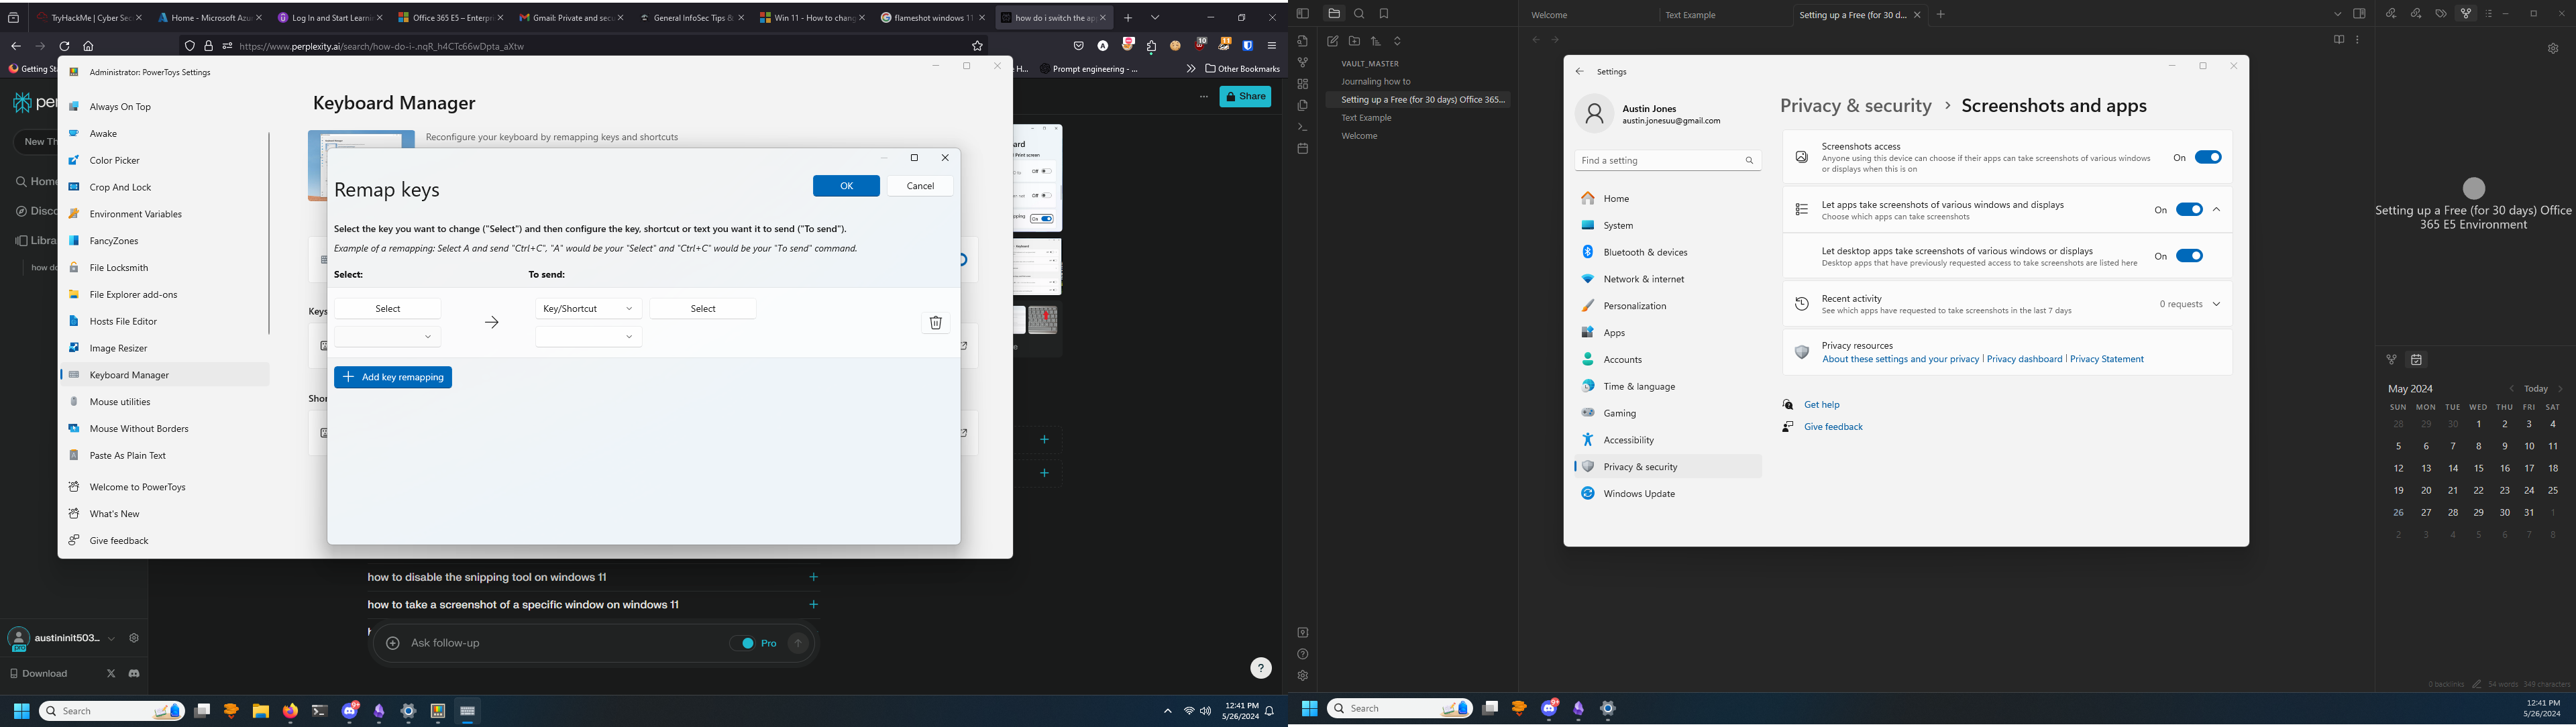 TryHackMe | Cyber Sec
Home - Microsoft Azu
Log In and Start Learnin
Office 365 E5 – Enterpr
Gmail: Private and secu
General InfoSec Tips &
Win 11 - How to chang
flameshot windows 11
how do i switch the ap
https://www.perplexity.ai/search/how-do-i-.nqR_h4CTc66wDpta_aXtw
Prompt engineering - ...
Other Bookmarks
Share
Home
Download
austininit503...
pro
Administrator: PowerToys Settings
Always On Top
Awake
Color Picker
Crop And Lock
Environment Variables
FancyZones
File Locksmith
File Explorer add-ons
Hosts File Editor
Image Resizer
Keyboard Manager
Mouse utilities
Mouse Without Borders
Paste As Plain Text
Welcome to PowerToys
What's New
Give feedback
Keyboard Manager
Reconfigure your keyboard by remapping keys and shortcuts
Remap keys
OK
Cancel
Select the key you want to change ("Select") and then configure the key, shortcut or text you want it to send ("To send").
Example of a remapping: Select A and send "Ctrl+C", "A" would be your "Select" and "Ctrl+C" would be your "To send" command.
Select:
To send:
Select
Key/Shortcut
Select
Add key remapping
how to disable the snipping tool on windows 11
how to take a screenshot of a specific window on windows 11
Ask follow-up
Pro
?
Search
12:41 PM
5/26/2024
Welcome
Text Example
Setting up a Free (for 30 d...
VAULT_MASTER
Journaling how to
Setting up a Free (for 30 days) Office 365...
Text Example
Welcome
Settings
Austin Jones
austin.jonesuu@gmail.com
Find a setting
Home
System
Bluetooth & devices
Network & internet
Personalization
Apps
Accounts
Time & language
Gaming
Accessibility
Privacy & security
Windows Update
Privacy & security > Screenshots and apps
Screenshots access
Anyone using this device can choose if their apps can take screenshots of various windows
or displays when this is on
On
Let apps take screenshots of various windows and displays
Choose which apps can take screenshots
On
Let desktop apps take screenshots of various windows or displays
Desktop apps that have previously requested access to take screenshots are listed here
On
Recent activity
See which apps have requested to take screenshots in the last 7 days
0 requests
Privacy resources
About these settings and your privacy | Privacy dashboard | Privacy Statement
Get help
Give feedback
Setting up a Free (for 30 days) Office
365 E5 Environment
May 2024
Today
SUN MON TUE WED THU FRI SAT
28 29 30 1 2 3 4
5 6 7 8 9 10 11
12 13 14 15 16 17 18
19 20 21 22 23 24 25
26 27 28 29 30 31 1
2 3 4 5 6 7 8
0 backlinks
54 words
349 characters
Search
12:41 PM
5/26/2024